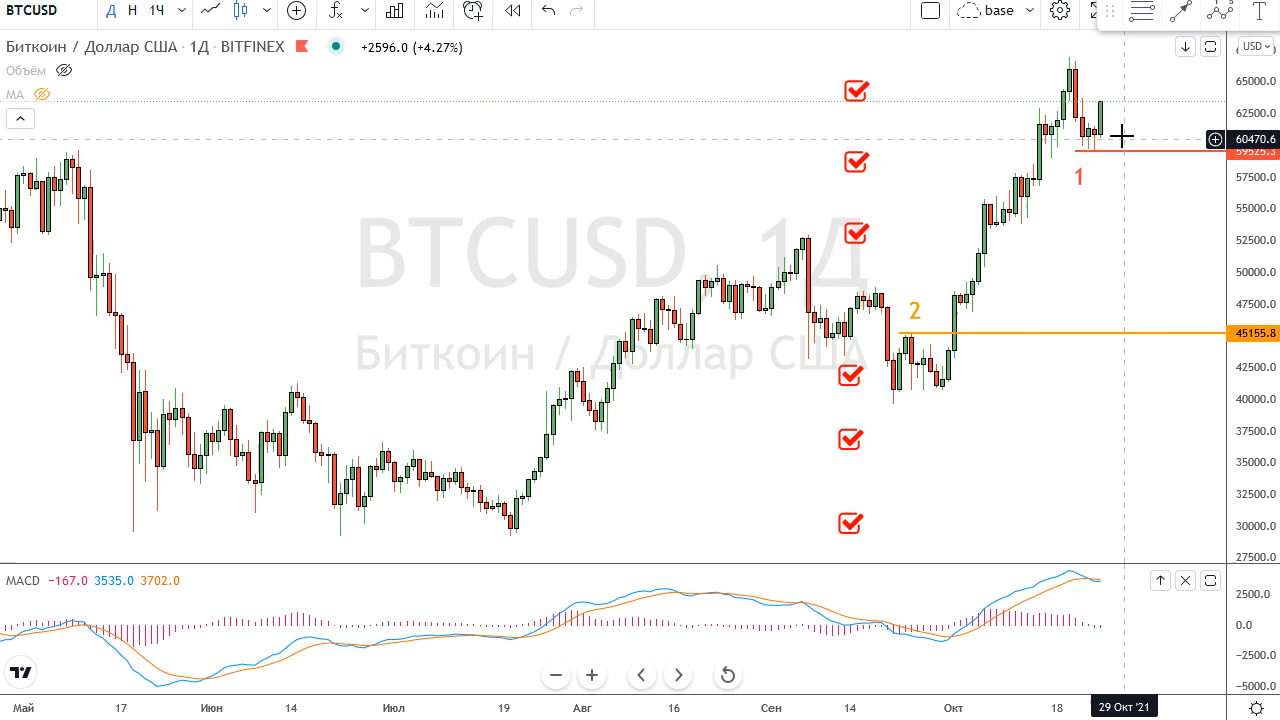 BTCUSD Д Н 1Ч base
Биткоин / Доллар США · 1Д · BITFINEX +2596.0 (+4.27%) USD
Объём
MA
65000.0
62500.0
60470.6
59525.3
1
57500.0
55000.0
BTCUSD, 1Д
52500.0
50000.0
2
47500.0
45155.8
Биткоин / Доллар США
42500.0
40000.0
37500.0
35000.0
32500.0
30000.0
27500.0
MACD −167.0 3535.0 3702.0
2500.0
0.0
−2500.0
−5000.0
Май 17 Июн 14 Июл 19 Авг 16 Сен 14 Окт 18 29 Окт '21